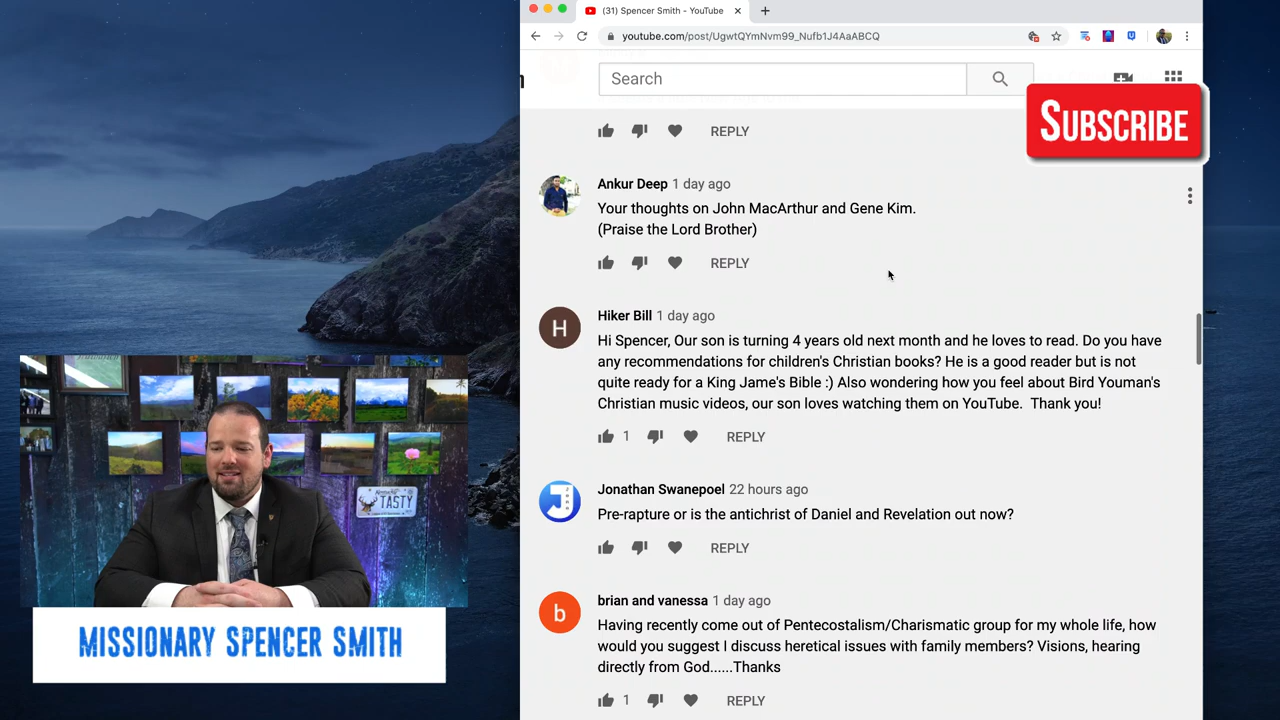 (31) Spencer Smith - YouTube
youtube.com/post/UgwtQYmNvm99_Nufb1J4AaABCQ
Search
SUBSCRIBE
REPLY
Ankur Deep 1 day ago
Your thoughts on John MacArthur and Gene Kim.
(Praise the Lord Brother)
REPLY
H
Hiker Bill 1 day ago
Hi Spencer, Our son is turning 4 years old next month and he loves to read. Do you have
any recommendations for children's Christian books? He is a good reader but is not
quite ready for a King Jame's Bible :) Also wondering how you feel about Bird Youman's
Christian music videos, our son loves watching them on YouTube.  Thank you!
1 REPLY
J
Jonathan Swanepoel 22 hours ago
Pre-rapture or is the antichrist of Daniel and Revelation out now?
REPLY
b
brian and vanessa 1 day ago
Having recently come out of Pentecostalism/Charismatic group for my whole life, how
would you suggest I discuss heretical issues with family members? Visions, hearing
directly from God......Thanks
1 REPLY
TASTY
MISSIONARY SPENCER SMITH